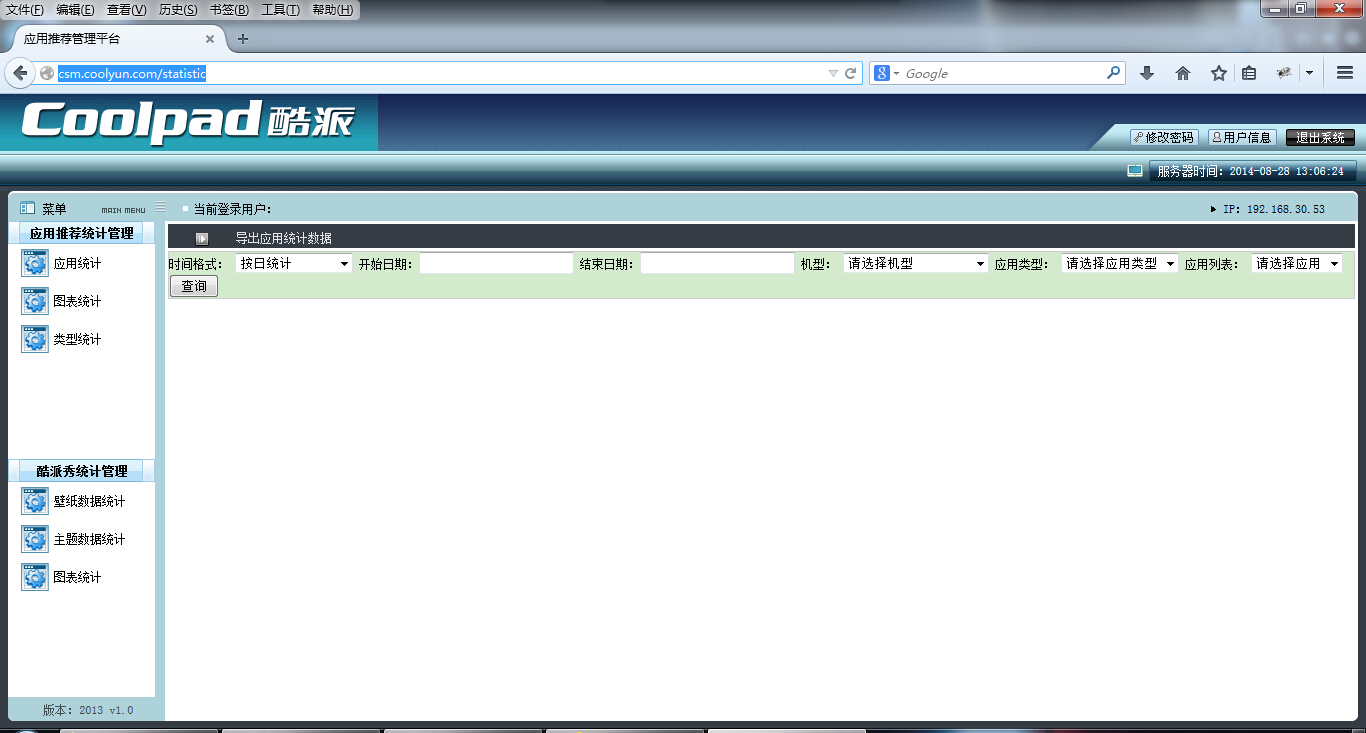 文件(F) 编辑(E) 查看(V) 历史(S) 书签(B) 工具(T) 帮助(H)
应用推荐管理平台
csm.coolyun.com/statistic
Google
Coolpad 酷派
修改密码 用户信息 退出系统
服务器时间: 2014-08-28 13:06:24
菜单 MAIN MENU 当前登录用户: IP: 192.168.30.53
应用推荐统计管理
应用统计
图表统计
类型统计
酷派秀统计管理
壁纸数据统计
主题数据统计
图表统计
版本: 2013 v1.0
导出应用统计数据
时间格式: 按日统计 开始日期: 结束日期: 机型: 请选择机型 应用类型: 请选择应用类型 应用列表: 请选择应用
查询